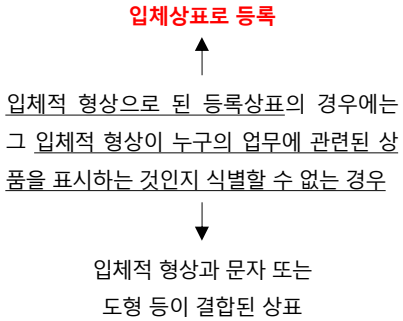 입체상표로 등록
입체적 형상으로 된 등록상표의 경우에는
그 입체적 형상이 누구의 업무에 관련된 상
품을 표시하는 것인지 식별할 수 없는 경우
입체적 형상과 문자 또는
도형 등이 결합된 상표